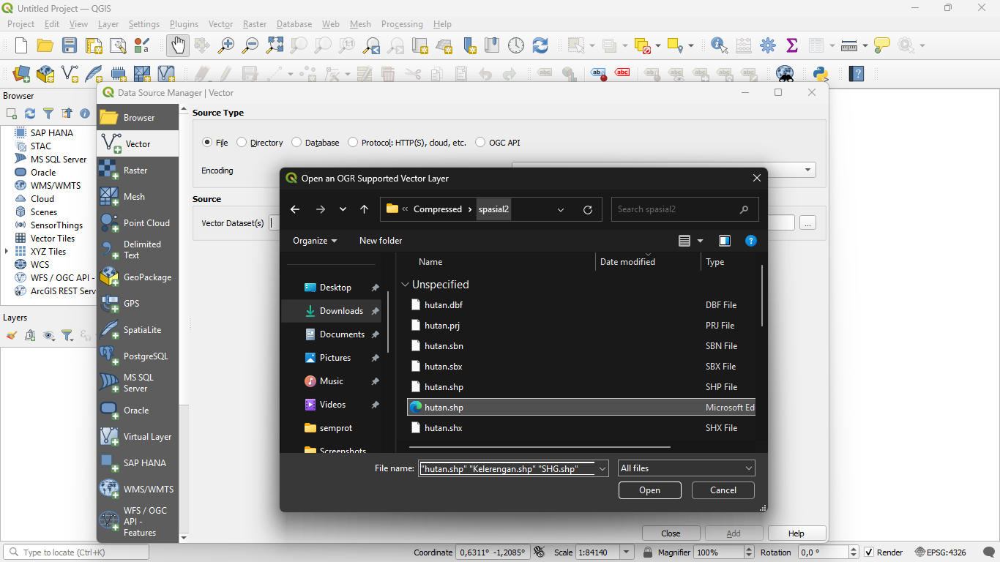 Untitled Project — QGIS
Project Edit View Layer Settings Plugins Vector Raster Database Web Mesh Processing Help
Browser
SAP HANA
STAC
MS SQL Server
Oracle
WMS/WMTS
Cloud
Scenes
SensorThings
Vector Tiles
XYZ Tiles
WCS
WFS / OGC API -
ArcGIS REST Serv
Layers
Data Source Manager | Vector
Browser
Vector
Raster
Mesh
Point Cloud
Delimited
Text
GeoPackage
GPS
SpatiaLite
PostgreSQL
MS SQL
Server
Oracle
Virtual Layer
SAP HANA
WMS/WMTS
WFS / OGC
API -
Features
Source Type
File Directory Database Protocol: HTTP(S), cloud, etc. OGC API
Encoding
Source
Vector Dataset(s) ...
Open an OGR Supported Vector Layer
« Compressed › spasial2 Search spasial2
Organize New folder
Desktop
Downloads
Documents
Pictures
Music
Videos
semprot
Screenshots
Name Date modified Type
Unspecified
hutan.dbf DBF File
hutan.prj PRJ File
hutan.sbn SBN File
hutan.sbx SBX File
hutan.shp SHP File
hutan.shp Microsoft Ed
hutan.shx SHX File
File name: "hutan.shp" "Kelerengan.shp" "SHG.shp" All files
Open Cancel
Close Add Help
Type to locate (Ctrl+K) Coordinate 0,6311° -1,2085° Scale 1:84140 Magnifier 100% Rotation 0,0 ° Render EPSG:4326